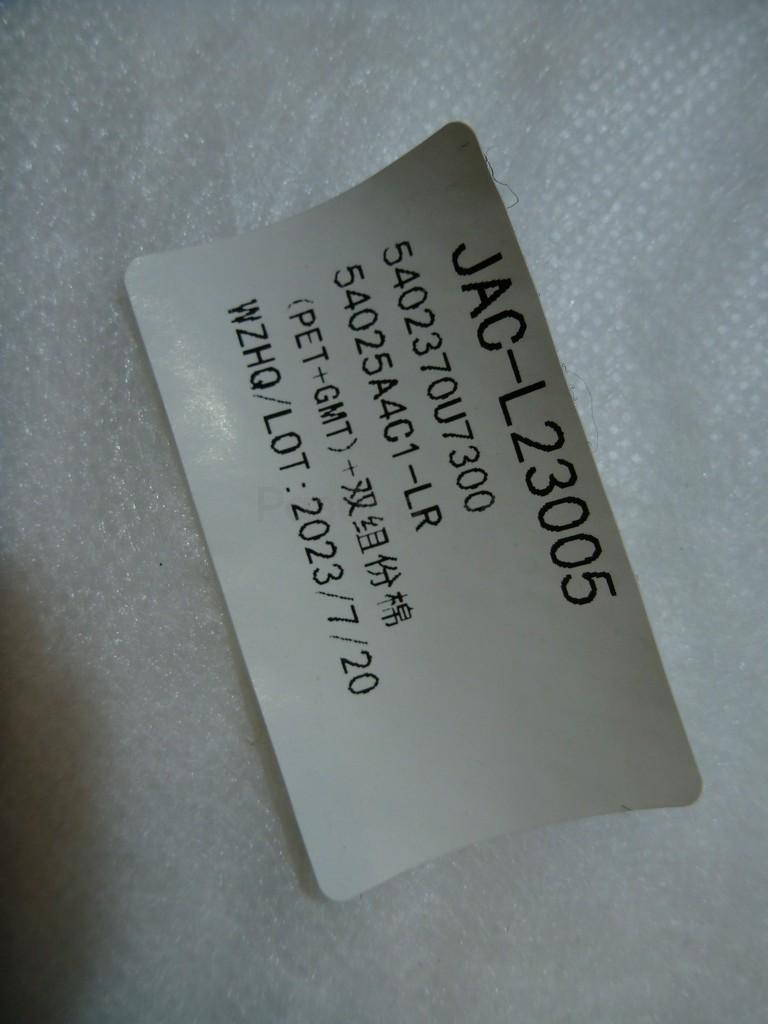 JAC-L23005
5402370U7300
54025A4C1-LR
(PET+GMT)+双组份棉
WZHQ/LOT:2023/7/20